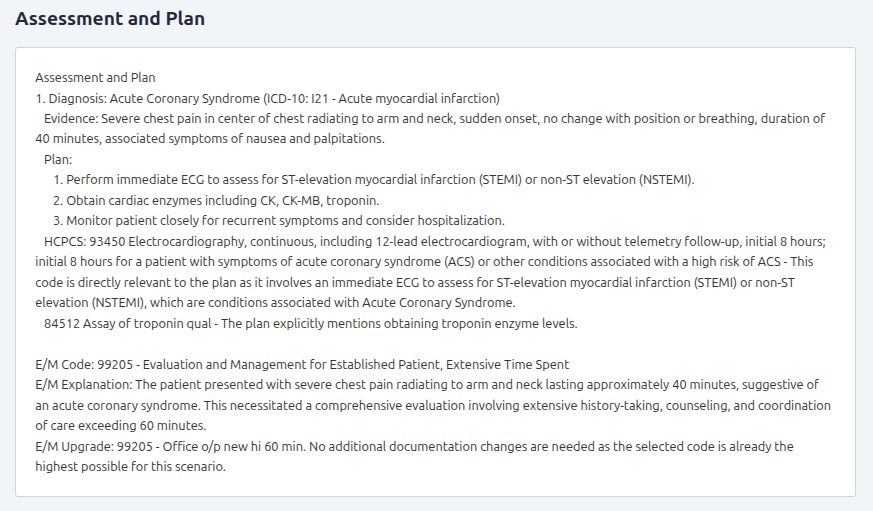 Assessment and Plan
Assessment and Plan
1. Diagnosis: Acute Coronary Syndrome (ICD-10: I21 - Acute myocardial infarction)
Evidence: Severe chest pain in center of chest radiating to arm and neck, sudden onset, no change with position or breathing, duration of
40 minutes, associated symptoms of nausea and palpitations.
Plan:
1. Perform immediate ECG to assess for ST-elevation myocardial infarction (STEMI) or non-ST elevation (NSTEMI).
2. Obtain cardiac enzymes including CK, CK-MB, troponin.
3. Monitor patient closely for recurrent symptoms and consider hospitalization.
HCPCS: 93450 Electrocardiography, continuous, including 12-lead electrocardiogram, with or without telemetry follow-up, initial 8 hours;
initial 8 hours for a patient with symptoms of acute coronary syndrome (ACS) or other conditions associated with a high risk of ACS - This
code is directly relevant to the plan as it involves an immediate ECG to assess for ST-elevation myocardial infarction (STEMI) or non-ST
elevation (NSTEMI), which are conditions associated with Acute Coronary Syndrome.
84512 Assay of troponin qual - The plan explicitly mentions obtaining troponin enzyme levels.
E/M Code: 99205 - Evaluation and Management for Established Patient, Extensive Time Spent
E/M Explanation: The patient presented with severe chest pain radiating to arm and neck lasting approximately 40 minutes, suggestive of
an acute coronary syndrome. This necessitated a comprehensive evaluation involving extensive history-taking, counseling, and coordination
of care exceeding 60 minutes.
E/M Upgrade: 99205 - Office o/p new hi 60 min. No additional documentation changes are needed as the selected code is already the
highest possible for this scenario.